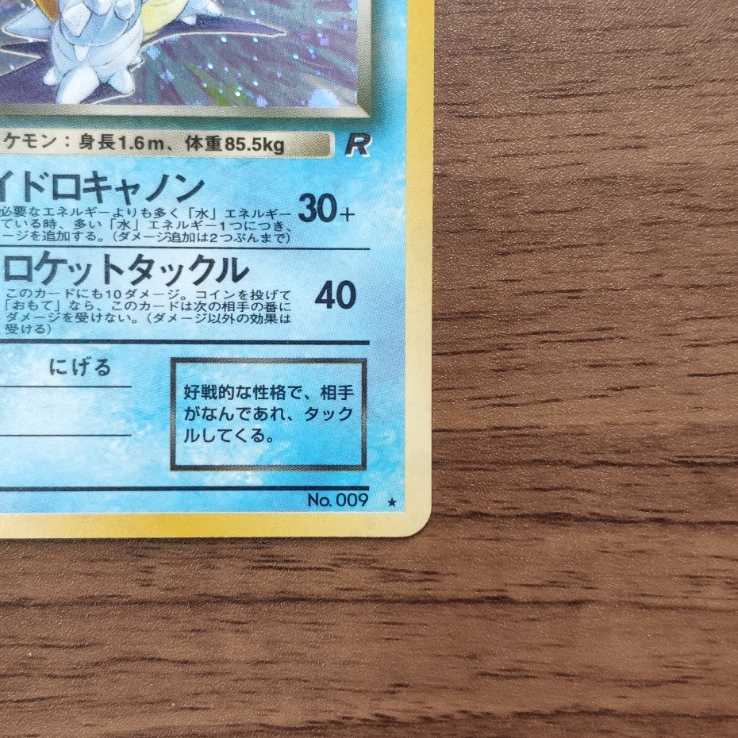 ケモン：身長1.6m、体重85.5kg R
イドロキャノン 30+
必要なエネルギーよりも多く「水」エネルギー
ている時、多い「水」エネルギー1つにつき、
ージを追加する。（ダメージ追加は2つぶんまで）
ロケットタックル 40
このカードにも10ダメージ。コインを投げて
「おもて」なら、このカードは次の相手の番に
ダメージを受けない。（ダメージ以外の効果は
受ける）
にげる
好戦的な性格で、相手
がなんであれ、タック
ルしてくる。
No. 009 ★